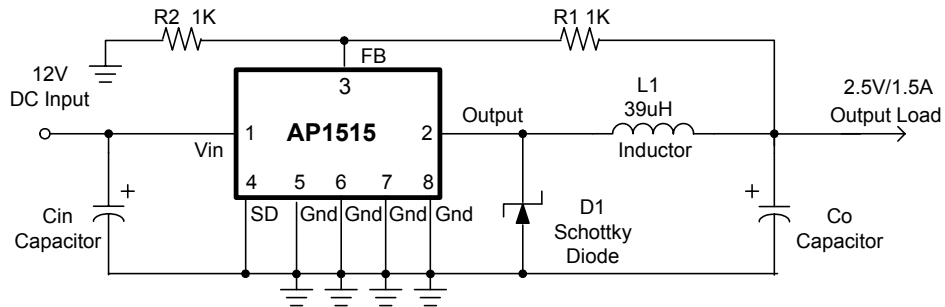 R2 1K
R1 1K
FB
3
12V
DC Input
AP1515
1
2
Vin
Output
L1
39uH
Inductor
2.5V/1.5A
Output Load
4
5
6
7
8
SD
Gnd
Gnd
Gnd
Gnd
+
Cin
Capacitor
D1
Schottky
Diode
+
Co
Capacitor